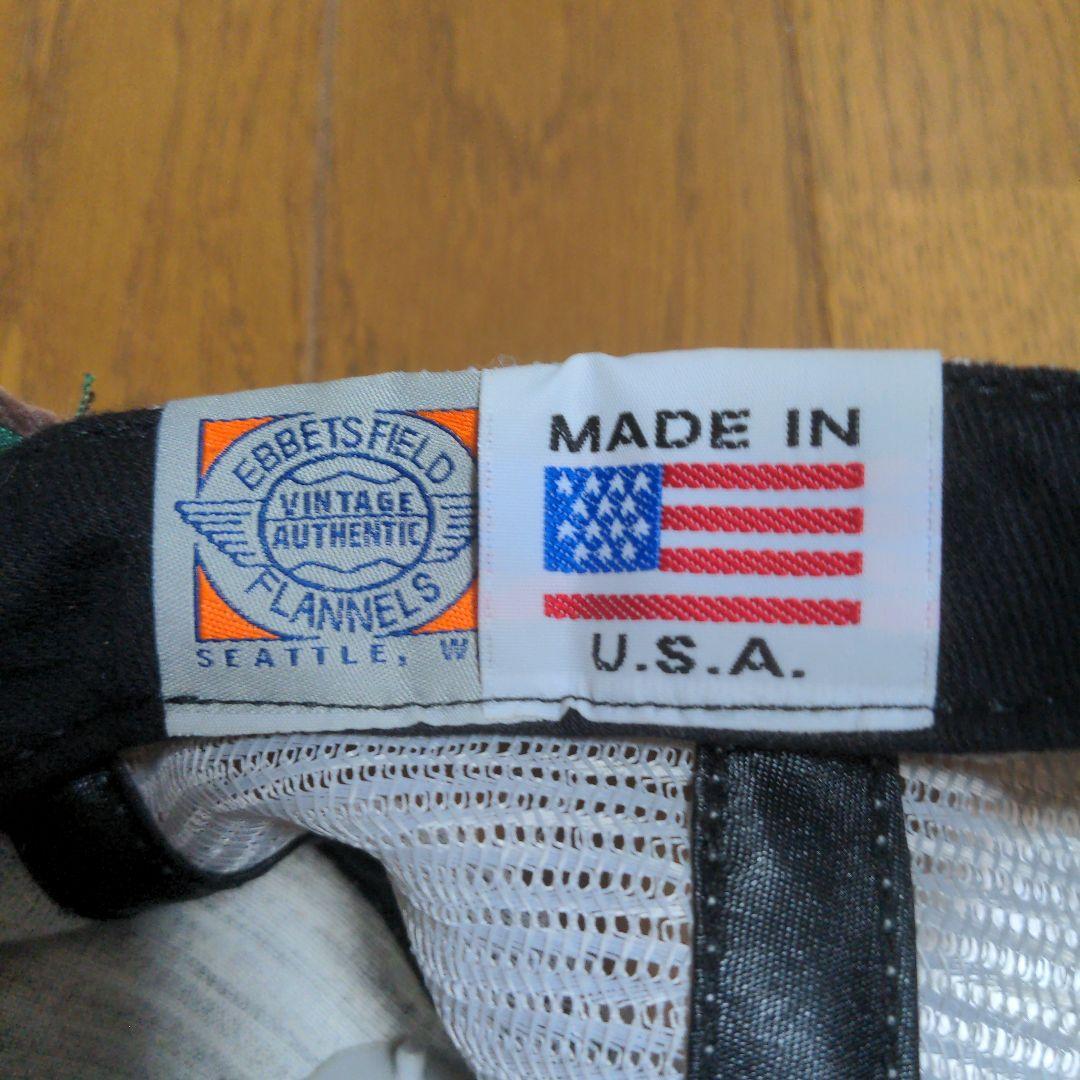 EBBETS FIELD
VINTAGE
AUTHENTIC
FLANNELS
SEATTLE, W
MADE IN
U.S.A.